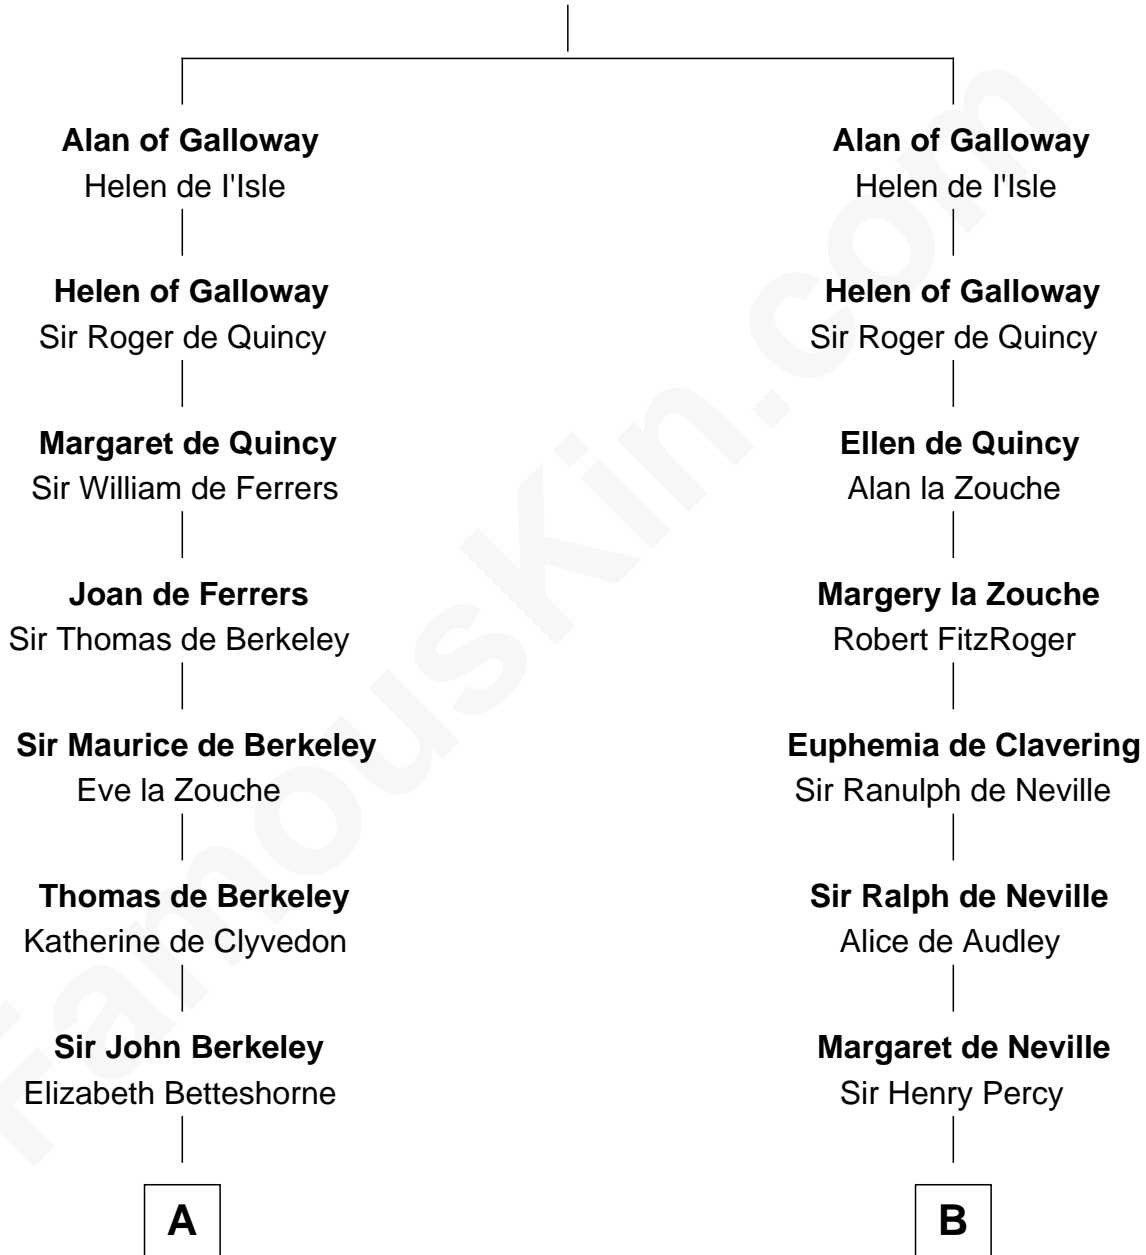 Alan of Galloway
Helen de l'Isle
Helen of Galloway
Sir Roger de Quincy
Margaret de Quincy
Sir William de Ferrers
Joan de Ferrers
Sir Thomas de Berkeley
Sir Maurice de Berkeley
Eve la Zouche
Thomas de Berkeley
Katherine de Clyvedon
Sir John Berkeley
Elizabeth Betteshorne
A
Alan of Galloway
Helen de l'Isle
Helen of Galloway
Sir Roger de Quincy
Ellen de Quincy
Alan la Zouche
Margery la Zouche
Robert FitzRoger
Euphemia de Clavering
Sir Ranulph de Neville
Sir Ralph de Neville
Alice de Audley
Margaret de Neville
Sir Henry Percy
B
FamousKin.com